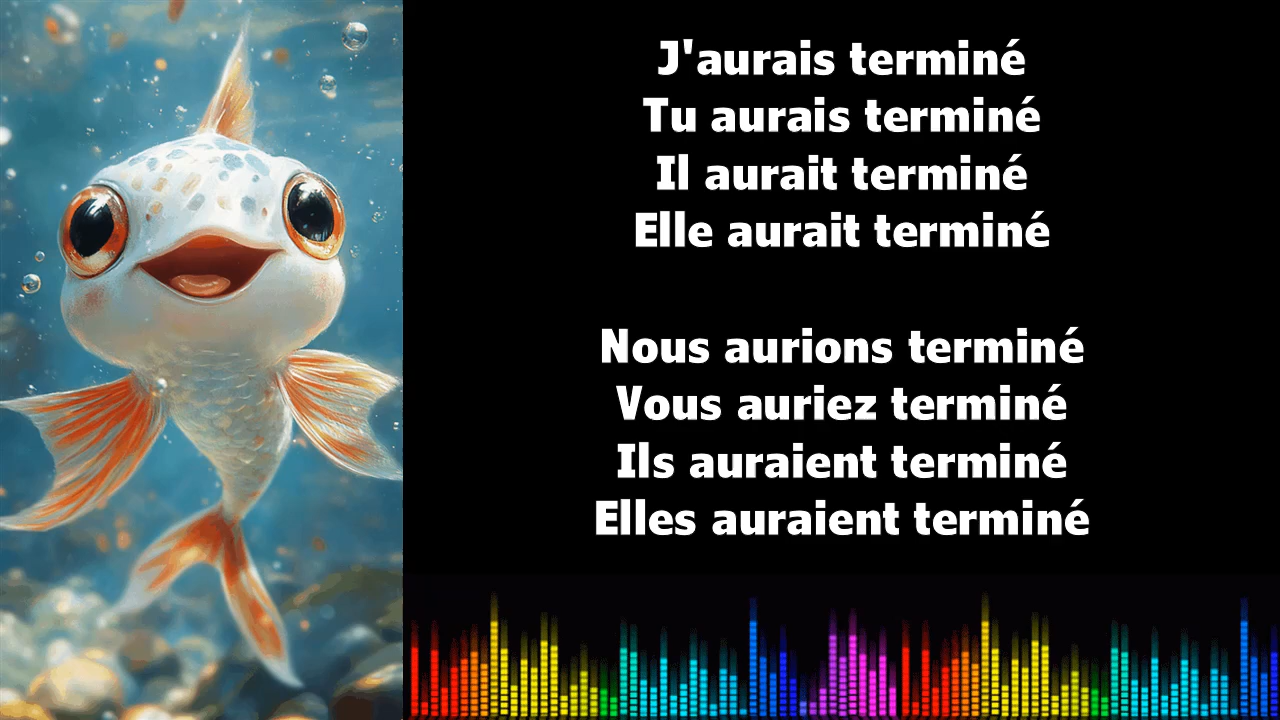 J'aurais terminé
Tu aurais terminé
Il aurait terminé
Elle aurait terminé
Nous aurions terminé
Vous auriez terminé
Ils auraient terminé
Elles auraient terminé